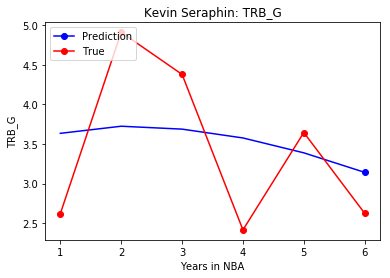 Kevin Seraphin: TRB_G
5.0
Prediction
True
4.5
4.0
TRB_G
3.5
3.0
2.5
1 2 3 4 5 6
Years in NBA